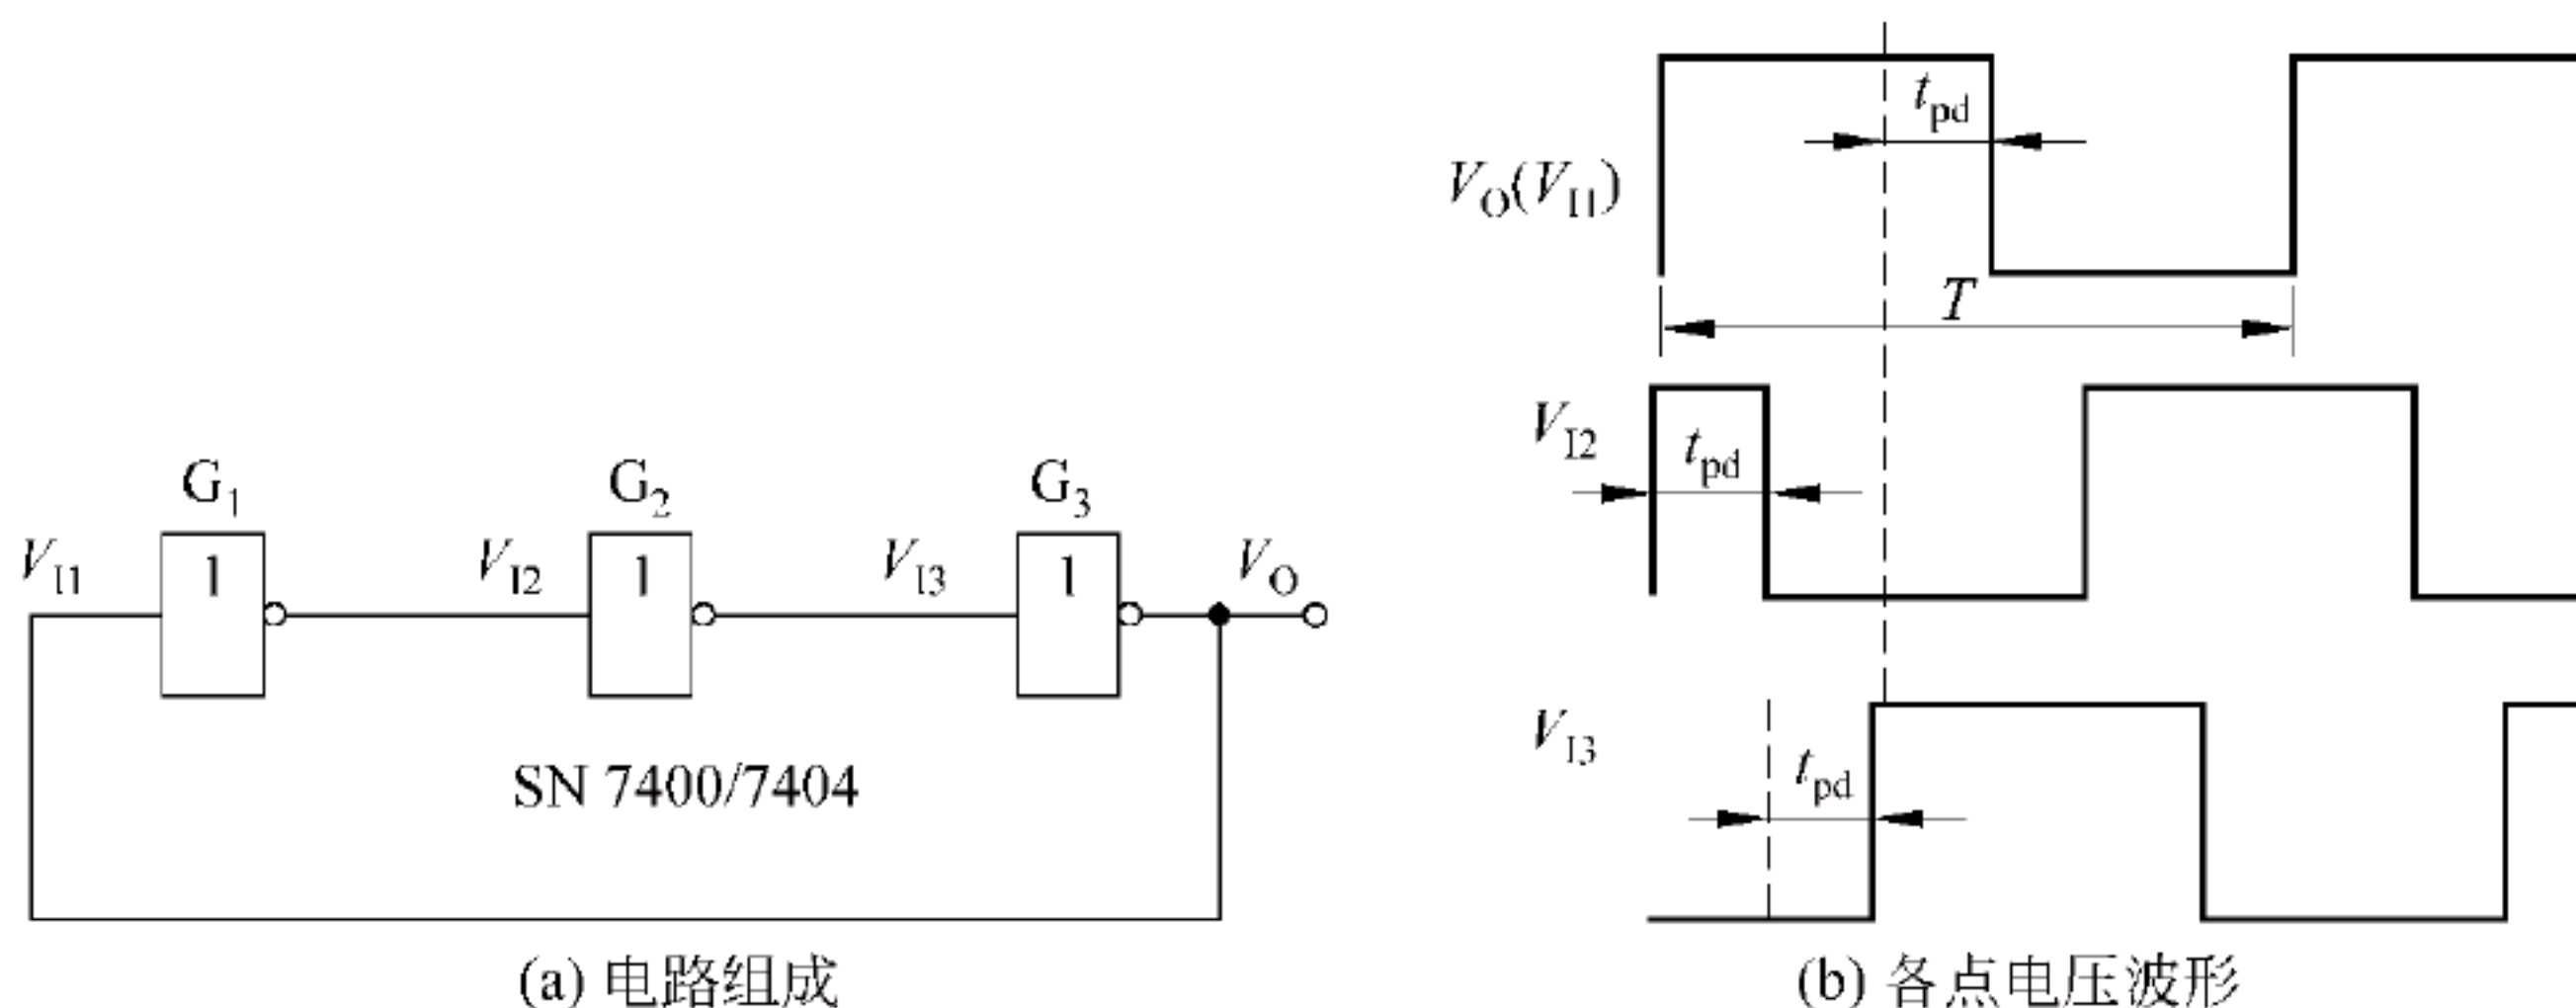 G1 G2 G3
VI1 VI2 VI3 VO
1 1 1
SN 7400/7404
(a) 电路组成
tpd
VO(VI1)
T
VI2
tpd
VI3
tpd
(b) 各点电压波形